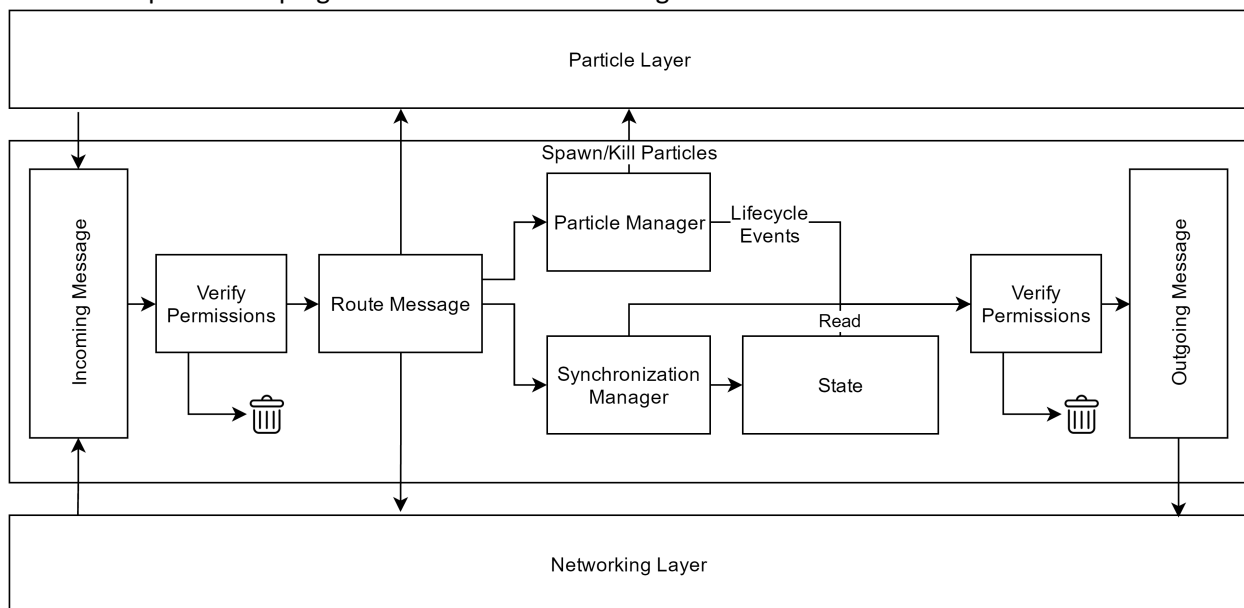 Particle Layer
Spawn/Kill Particles
Incoming Message
Verify
Permissions
Route Message
Particle Manager
Lifecycle
Events
Synchronization
Manager
Read
State
Verify
Permissions
Outgoing Message
Networking Layer